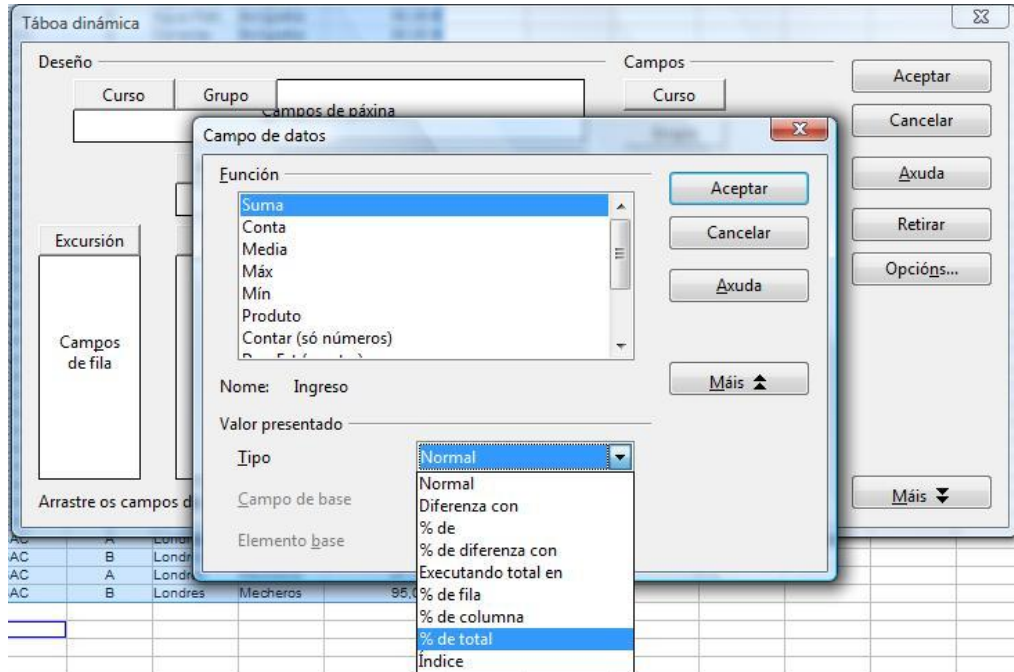 Táboa dinámica
Deseño
Curso
Grupo
Campos de páxina
Excursión
Campos
de fila
Arrastre os campos d
Campos
Curso
Aceptar
Cancelar
Axuda
Retirar
Opcións...
Máis
Campo de datos
Función
Suma
Conta
Media
Máx
Mín
Produto
Contar (só números)
Nome: Ingreso
Valor presentado
Tipo
Normal
Campo de base
Elemento base
Normal
Diferenza con
% de
% de diferenza con
Executando total en
% de fila
% de columna
% de total
Índice
Aceptar
Cancelar
Axuda
Máis
AC A
AC B Londr
AC A Londr
AC B Londres Mecheros 95,0